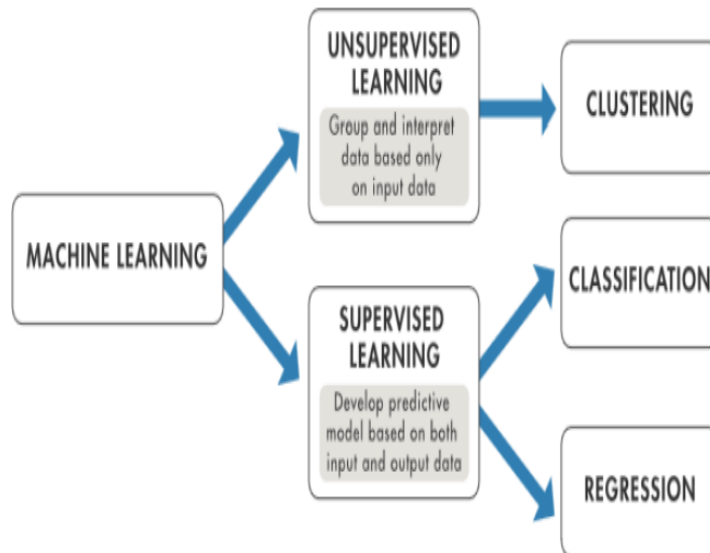 MACHINE LEARNING
UNSUPERVISED
LEARNING
Group and interpret
data based only
on input data
SUPERVISED
LEARNING
Develop predictive
model based on both
input and output data
CLUSTERING
CLASSIFICATION
REGRESSION